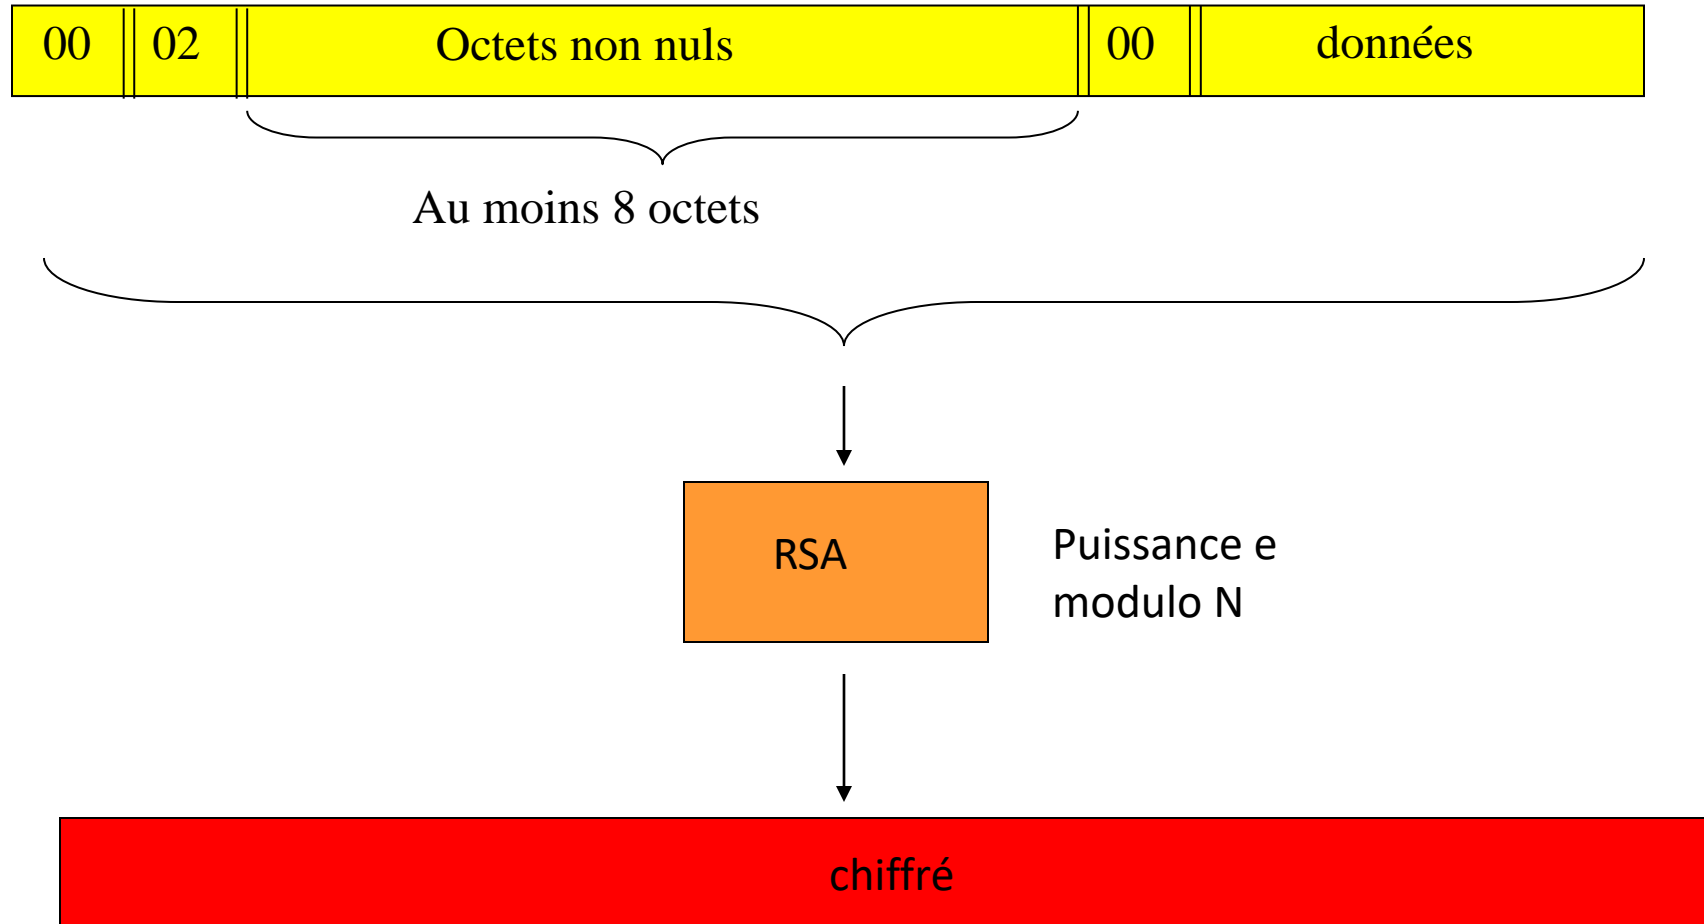 00 02 Octets non nuls 00 données
Au moins 8 octets
RSA
Puissance e
modulo N
chiffré